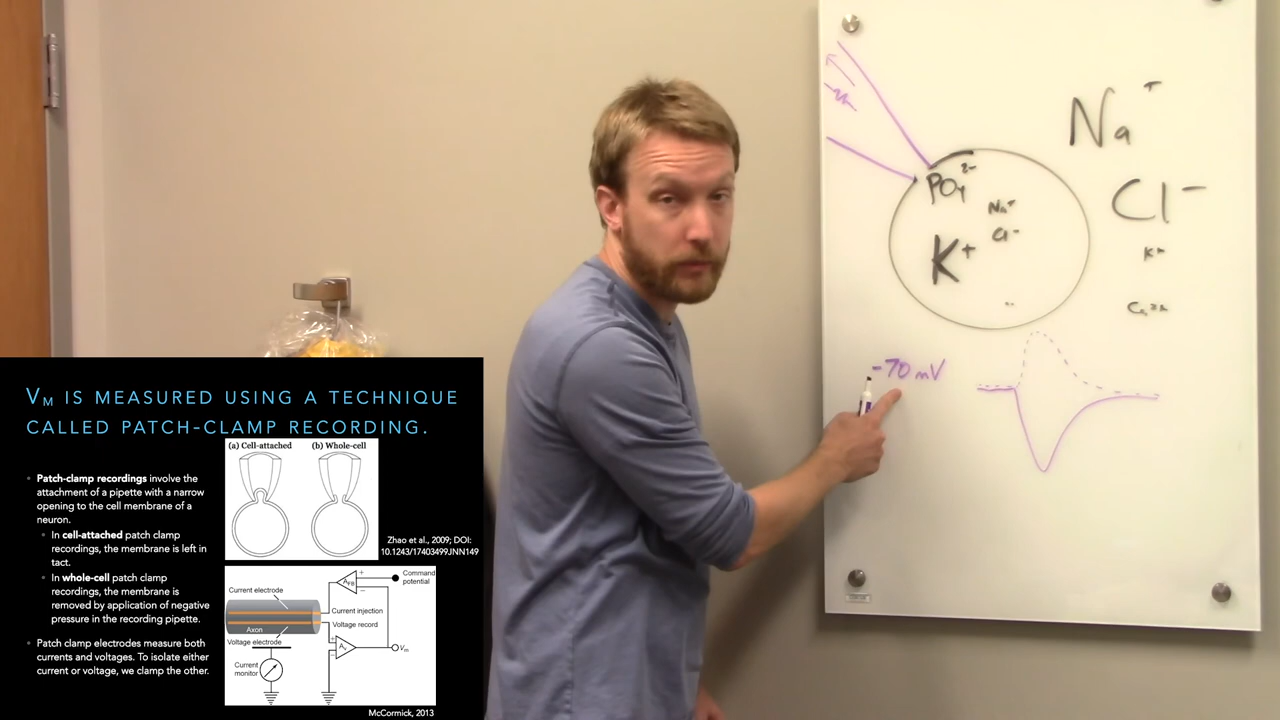 V_M IS MEASURED USING A TECHNIQUE
CALLED PATCH-CLAMP RECORDING.
Patch-clamp recordings involve the
attachment of a pipette with a narrow
opening to the cell membrane of a
neuron.
In cell-attached patch clamp
recordings, the membrane is left in
tact.
In whole-cell patch clamp
recordings, the membrane is
removed by application of negative
pressure in the recording pipette.
Patch clamp electrodes measure both
currents and voltages. To isolate either
current or voltage, we clamp the other.
(a) Cell-attached
(b) Whole-cell
Zhao et al., 2009; DOI:
10.1243/17403499JNN149
Current electrode
Axon
Voltage electrode
Current
monitor
A_FB
+
−
Command
potential
Current injection
Voltage record
+
−
A_v
V_m
McCormick, 2013
Na⁺
Cl⁻
K⁺
PO₄²⁻
Na⁺
Cl⁻
K⁺
-70 mV